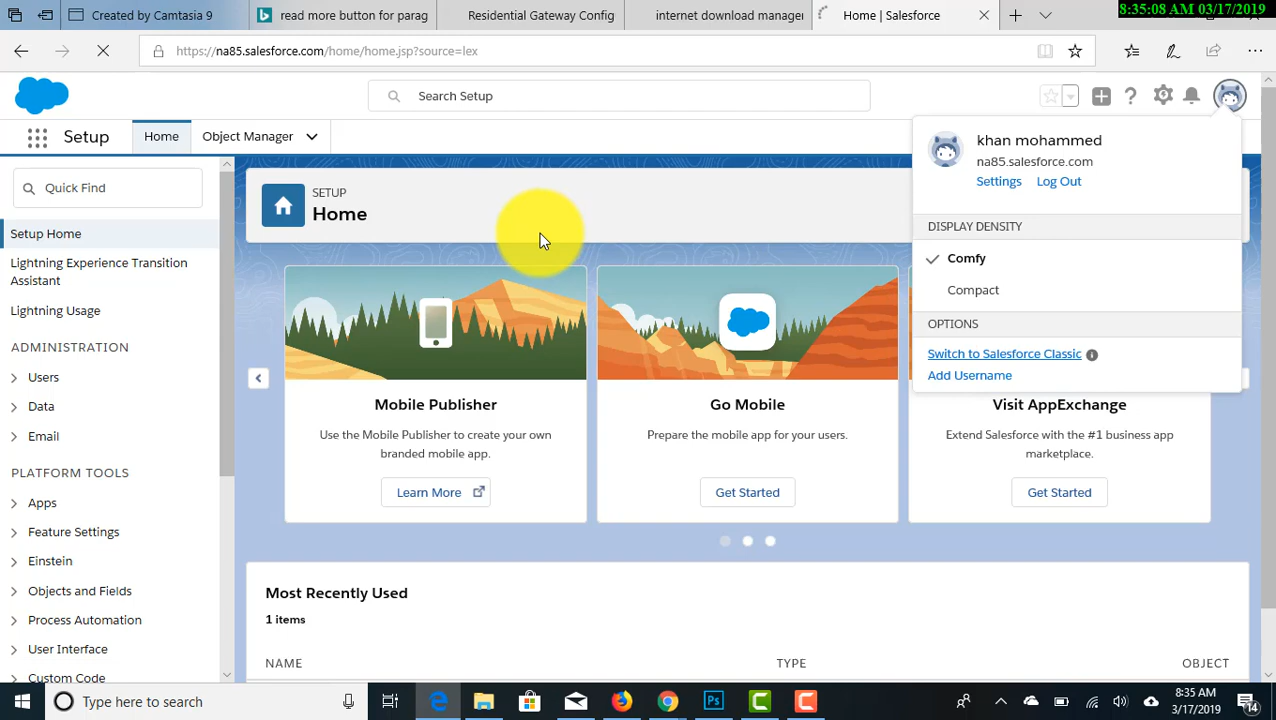 Created by Camtasia 9
read more button for parag
Residential Gateway Config
internet download manager
Home | Salesforce
8:35:08 AM 03/17/2019
https://na85.salesforce.com/home/home.jsp?source=lex
Search Setup
Setup
Home
Object Manager
Quick Find
Setup Home
Lightning Experience Transition
Assistant
Lightning Usage
ADMINISTRATION
Users
Data
Email
PLATFORM TOOLS
Apps
Feature Settings
Einstein
Objects and Fields
Process Automation
User Interface
Custom Code
SETUP
Home
khan mohammed
na85.salesforce.com
Settings Log Out
DISPLAY DENSITY
Comfy
Compact
OPTIONS
Switch to Salesforce Classic
Add Username
Mobile Publisher
Use the Mobile Publisher to create your own
branded mobile app.
Learn More
Go Mobile
Prepare the mobile app for your users.
Get Started
Visit AppExchange
Extend Salesforce with the #1 business app
marketplace.
Get Started
Most Recently Used
1 items
NAME TYPE OBJECT
Type here to search
8:35 AM
3/17/2019
14